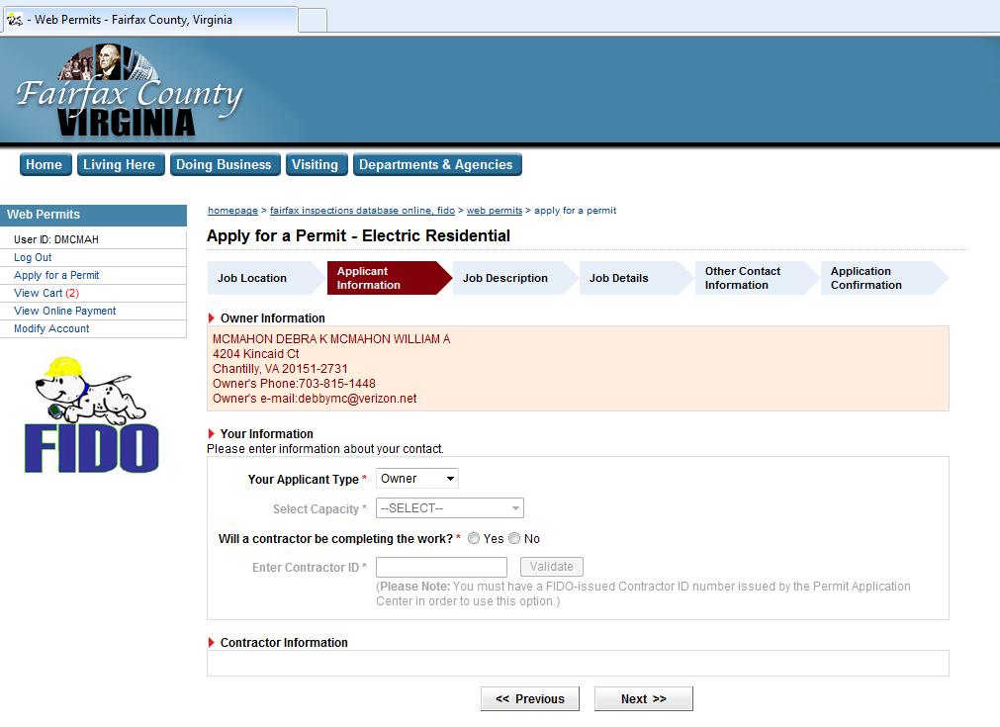 - Web Permits - Fairfax County, Virginia
Fairfax County
VIRGINIA
Home
Living Here
Doing Business
Visiting
Departments & Agencies
Web Permits
User ID: DMCMAH
Log Out
Apply for a Permit
View Cart (2)
View Online Payment
Modify Account
FIDO
homepage > fairfax inspections database online, fido > web permits > apply for a permit
Apply for a Permit - Electric Residential
Job Location
Applicant
Information
Job Description
Job Details
Other Contact
Information
Application
Confirmation
Owner Information
MCMAHON DEBRA K MCMAHON WILLIAM A
4204 Kincaid Ct
Chantilly, VA 20151-2731
Owner's Phone:703-815-1448
Owner's e-mail:debbymc@verizon.net
Your Information
Please enter information about your contact.
Your Applicant Type * Owner
Select Capacity * --SELECT--
Will a contractor be completing the work? * Yes No
Enter Contractor ID * Validate
(Please Note: You must have a FIDO-issued Contractor ID number issued by the Permit Application
Center in order to use this option.)
Contractor Information
<< Previous
Next >>